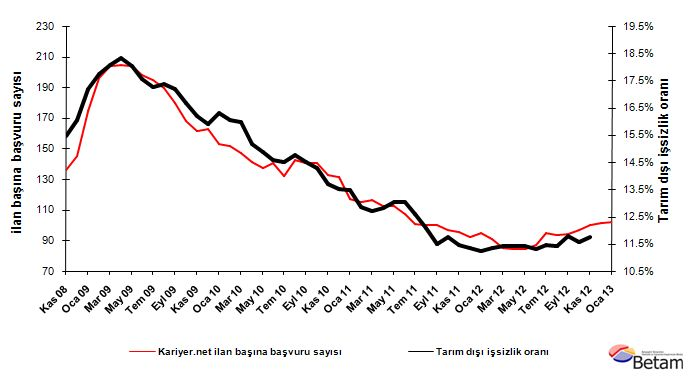 230
210
190
170
150
130
110
90
70
ilan başına başvuru sayısı
19.5%
18.5%
17.5%
16.5%
15.5%
14.5%
13.5%
12.5%
11.5%
10.5%
Tarım dışı işsizlik oranı
Kas 08
Oca 09
Mar 09
May 09
Tem 09
Eyl 09
Kas 09
Oca 10
Mar 10
May 10
Tem 10
Eyl 10
Kas 10
Oca 11
Mar 11
May 11
Tem 11
Eyl 11
Kas 11
Oca 12
Mar 12
May 12
Tem 12
Eyl 12
Kas 12
Oca 13
Kariyer.net ilan başına başvuru sayısı
Tarım dışı işsizlik oranı
Betam